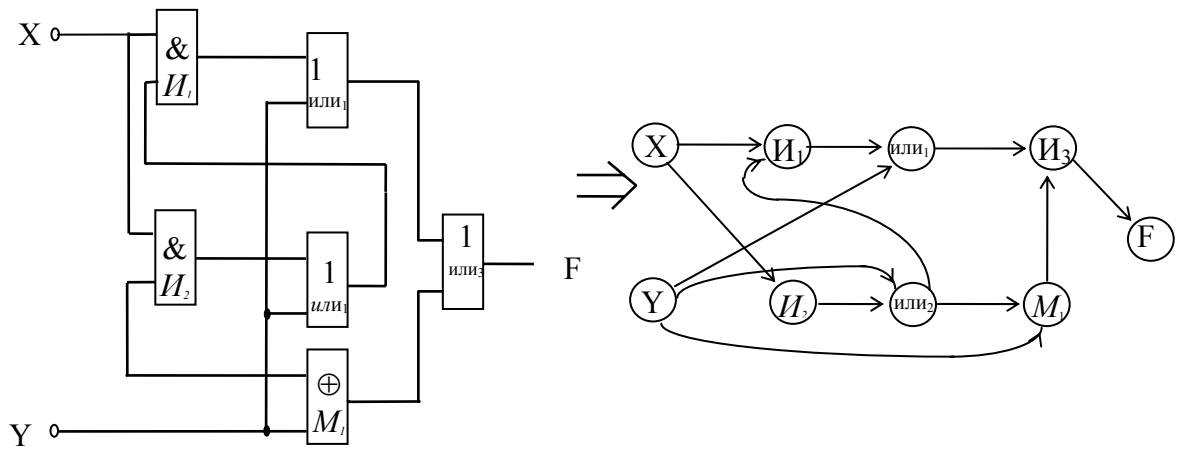 X
&
И₁
1
или₁
&
И₂
1
или₁
1
или₃
F
⊕
M₁
Y
X
И₁
или₁
И₃
F
Y
И₂
или₂
M₁